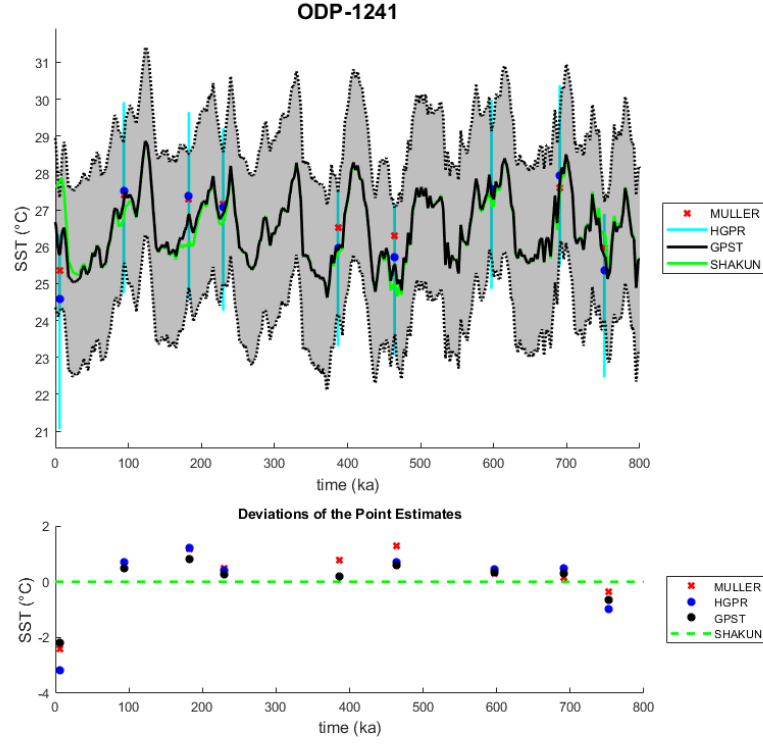 ODP-1241
SST (°C)
31
30
29
28
27
26
25
24
23
22
21
0 100 200 300 400 500 600 700 800
time (ka)
MULLER
HGPR
GPST
SHAKUN
Deviations of the Point Estimates
SST (°C)
2
0
-2
-4
0 100 200 300 400 500 600 700 800
time (ka)
MULLER
HGPR
GPST
SHAKUN